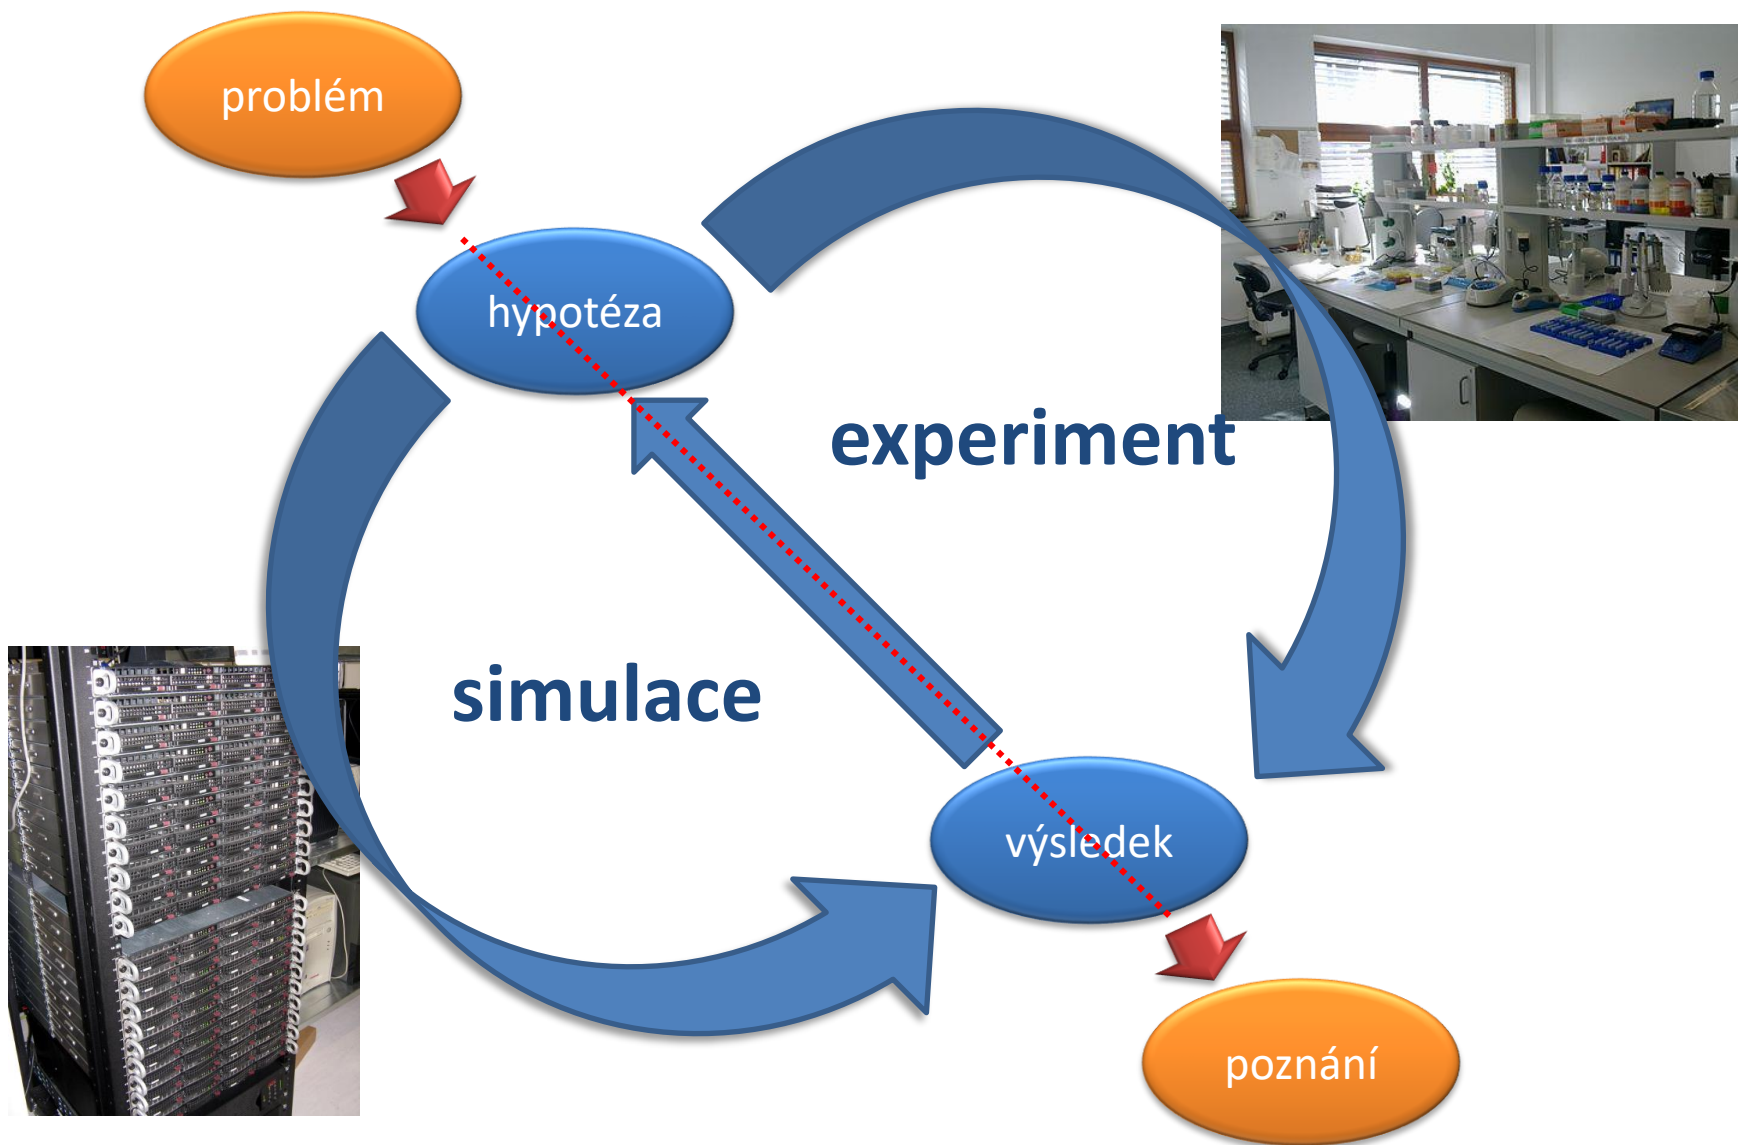 problém
hypotéza
experiment
simulace
výsledek
poznání